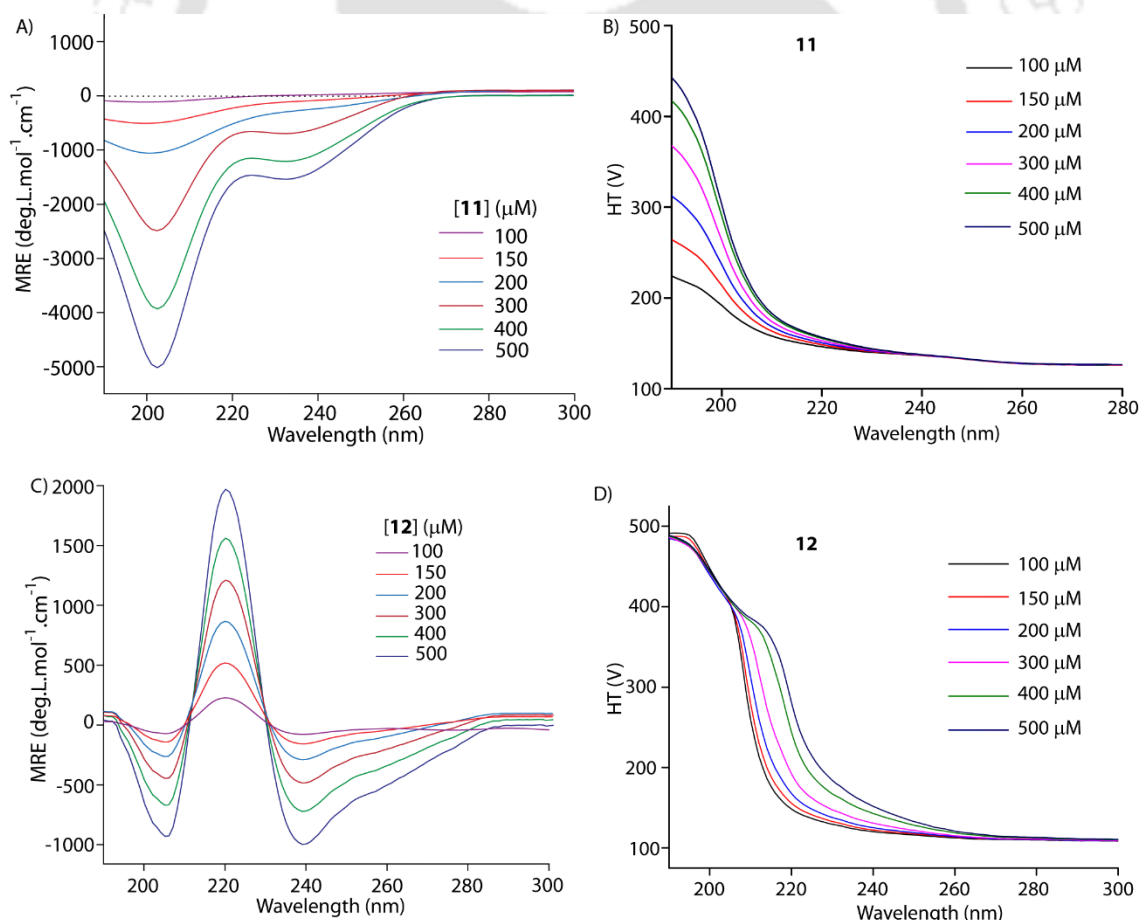 A)
1000
0
-1000
-2000
-3000
-4000
-5000
MRE (deg.L.mol⁻¹.cm⁻¹)
[11] (µM)
100
150
200
300
400
500
200 220 240 260 280 300
Wavelength (nm)
B)
500
400
300
200
100
HT (V)
11
100 µM
150 µM
200 µM
300 µM
400 µM
500 µM
200 220 240 260 280
Wavelength (nm)
C)
2000
1500
1000
500
0
-500
-1000
MRE (deg.L.mol⁻¹.cm⁻¹)
[12] (µM)
100
150
200
300
400
500
200 220 240 260 280 300
Wavelength (nm)
D)
500
400
300
200
100
HT (V)
12
100 µM
150 µM
200 µM
300 µM
400 µM
500 µM
200 220 240 260 280 300
Wavelength (nm)